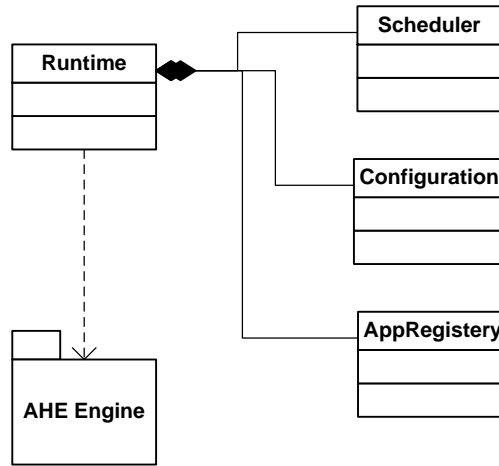 Scheduler
Runtime
Configuration
AppRegistery
AHE Engine